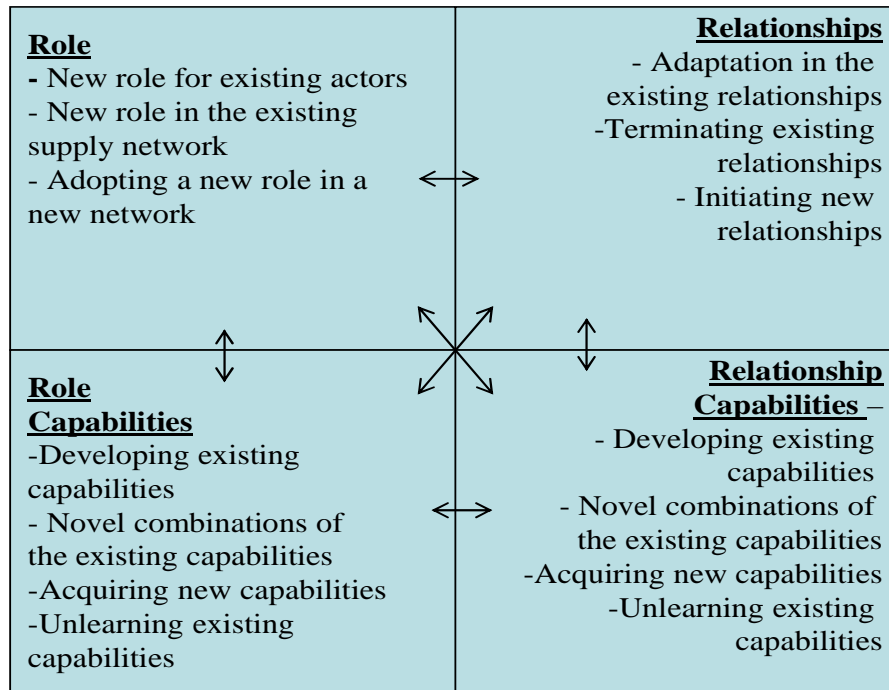 Role
- New role for existing actors
- New role in the existing
supply network
- Adopting a new role in a
new network
Relationships
- Adaptation in the
existing relationships
-Terminating existing
relationships
- Initiating new
relationships
Role
Capabilities
-Developing existing
capabilities
- Novel combinations of
the existing capabilities
-Acquiring new capabilities
-Unlearning existing
capabilities
Relationship
Capabilities –
- Developing existing
capabilities
- Novel combinations of
the existing capabilities
-Acquiring new capabilities
-Unlearning existing
capabilities